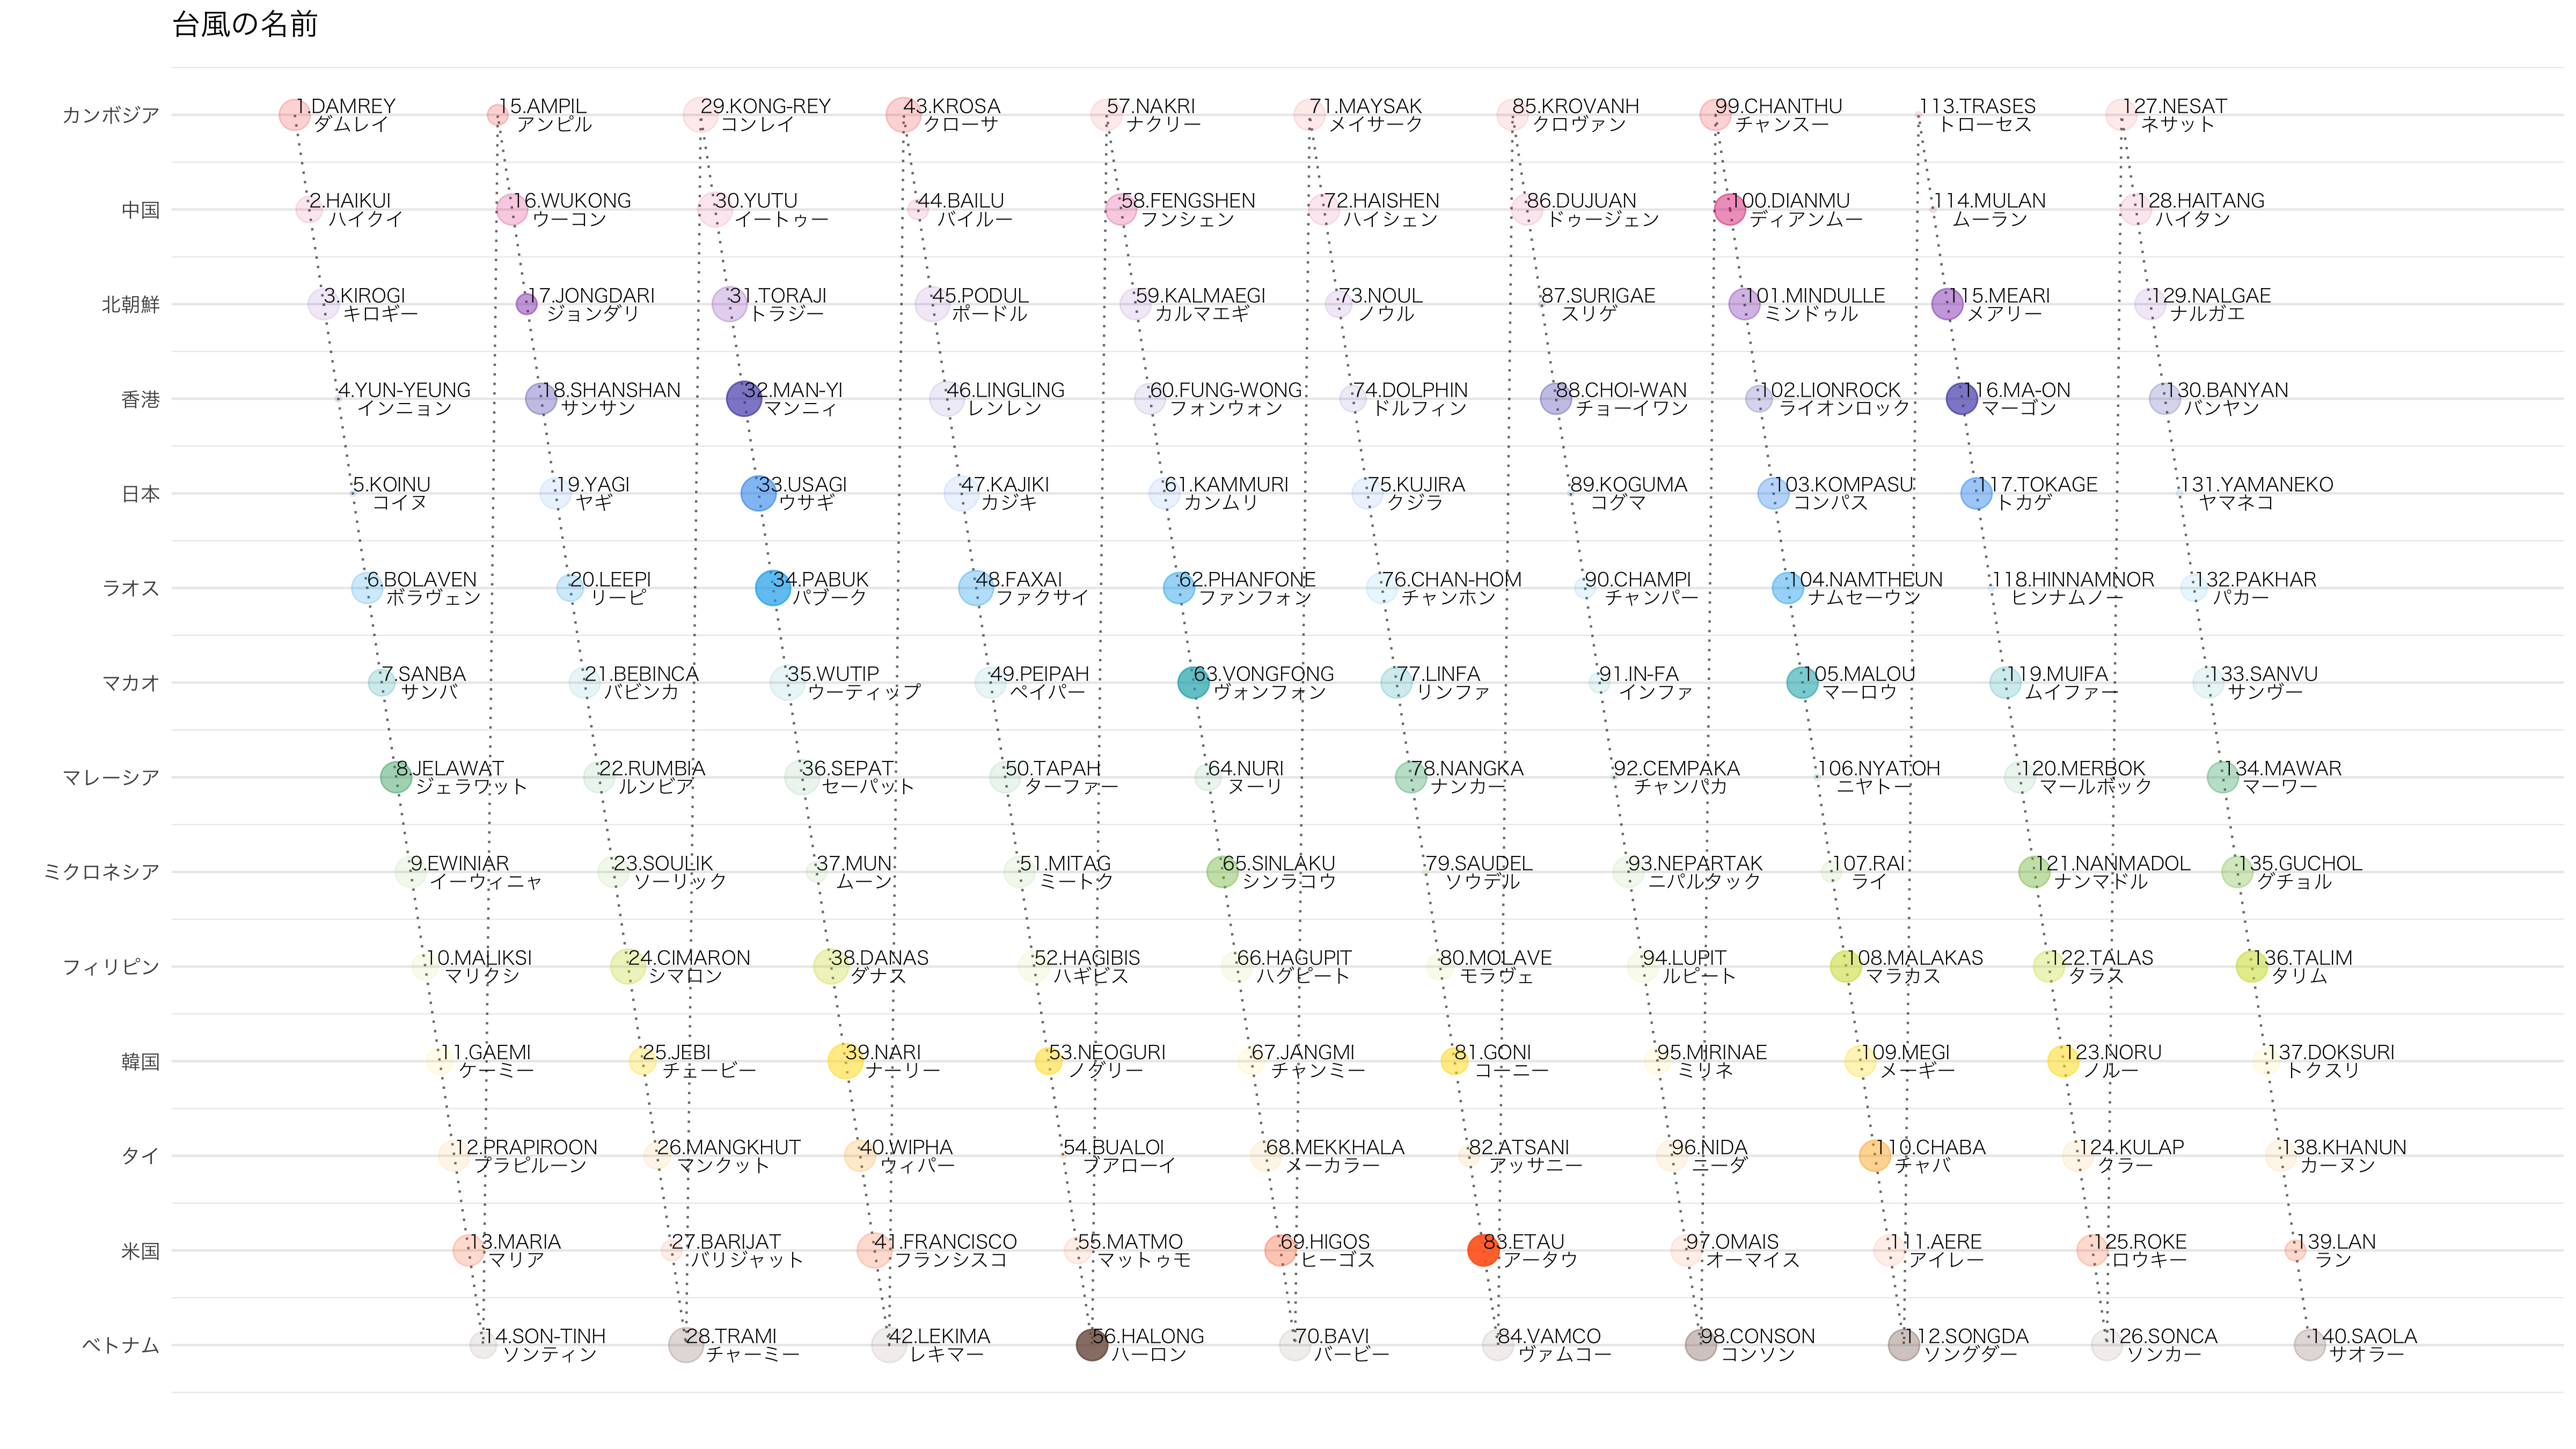 台風の名前
カンボジア
1.DAMREY
ダムレイ
15.AMPIL
アンピル
29.KONG-REY
コンレイ
43.KROSA
クローサ
57.NAKRI
ナクリー
71.MAYSAK
メイサーク
85.KROVANH
クロヴァン
99.CHANTHU
チャンスー
113.TRASES
トローセス
127.NESAT
ネサット
中国
2.HAIKUI
ハイクイ
16.WUKONG
ウーコン
30.YUTU
イートゥー
44.BAILU
バイルー
58.FENGSHEN
フンシェン
72.HAISHEN
ハイシェン
86.DUJUAN
ドゥージェン
100.DIANMU
ディアンムー
114.MULAN
ムーラン
128.HAITANG
ハイタン
北朝鮮
3.KIROGI
キロギー
17.JONGDARI
ジョンダリ
31.TORAJI
トラジー
45.PODUL
ポードル
59.KALMAEGI
カルマエギ
73.NOUL
ノウル
87.SURIGAE
スリゲ
101.MINDULLE
ミンドゥル
115.MEARI
メアリー
129.NALGAE
ナルガエ
香港
4.YUN-YEUNG
インニョン
18.SHANSHAN
サンサン
32.MAN-YI
マンニィ
46.LINGLING
レンレン
60.FUNG-WONG
フォンウォン
74.DOLPHIN
ドルフィン
88.CHOI-WAN
チョーイワン
102.LIONROCK
ライオンロック
116.MA-ON
マーゴン
130.BANYAN
バンヤン
日本
5.KOINU
コイヌ
19.YAGI
ヤギ
33.USAGI
ウサギ
47.KAJIKI
カジキ
61.KAMMURI
カンムリ
75.KUJIRA
クジラ
89.KOGUMA
コグマ
103.KOMPASU
コンパス
117.TOKAGE
トカゲ
131.YAMANEKO
ヤマネコ
ラオス
6.BOLAVEN
ボラヴェン
20.LEEPI
リーピ
34.PABUK
パブーク
48.FAXAI
ファクサイ
62.PHANFONE
ファンフォン
76.CHAN-HOM
チャンホン
90.CHAMPI
チャンパー
104.NAMTHEUN
ナムセーウン
118.HINNAMNOR
ヒンナムノー
132.PAKHAR
パカー
マカオ
7.SANBA
サンバ
21.BEBINCA
バビンカ
35.WUTIP
ウーティップ
49.PEIPAH
ペイパー
63.VONGFONG
ヴォンフォン
77.LINFA
リンファ
91.IN-FA
インファ
105.MALOU
マーロウ
119.MUIFA
ムイファー
133.SANVU
サンヴー
マレーシア
8.JELAWAT
ジェラワット
22.RUMBIA
ルンビア
36.SEPAT
セーパット
50.TAPAH
ターファー
64.NURI
ヌーリ
78.NANGKA
ナンカー
92.CEMPAKA
チャンパカ
106.NYATOH
ニヤトー
120.MERBOK
マールボック
134.MAWAR
マーワー
ミクロネシア
9.EWINIAR
イーウィニャ
23.SOULIK
ソーリック
37.MUN
ムーン
51.MITAG
ミートク
65.SINLAKU
シンラコウ
79.SAUDEL
ソウデル
93.NEPARTAK
ニパルタック
107.RAI
ライ
121.NANMADOL
ナンマドル
135.GUCHOL
グチョル
フィリピン
10.MALIKSI
マリクシ
24.CIMARON
シマロン
38.DANAS
ダナス
52.HAGIBIS
ハギビス
66.HAGUPIT
ハグピート
80.MOLAVE
モラヴェ
94.LUPIT
ルピート
108.MALAKAS
マラカス
122.TALAS
タラス
136.TALIM
タリム
韓国
11.GAEMI
ケーミー
25.JEBI
チェービー
39.NARI
ナーリー
53.NEOGURI
ノグリー
67.JANGMI
チャンミー
81.GONI
コーニー
95.MIRINAE
ミリネ
109.MEGI
メーギー
123.NORU
ノルー
137.DOKSURI
トクスリ
タイ
12.PRAPIROON
プラピルーン
26.MANGKHUT
マンクット
40.WIPHA
ウィパー
54.BUALOI
ブアローイ
68.MEKKHALA
メーカラー
82.ATSANI
アッサニー
96.NIDA
ニーダ
110.CHABA
チャバ
124.KULAP
クラー
138.KHANUN
カーヌン
米国
13.MARIA
マリア
27.BARIJAT
バリジャット
41.FRANCISCO
フランシスコ
55.MATMO
マットゥモ
69.HIGOS
ヒーゴス
83.ETAU
アータウ
97.OMAIS
オーマイス
111.AERE
アイレー
125.ROKE
ロウキー
139.LAN
ラン
ベトナム
14.SON-TINH
ソンティン
28.TRAMI
チャーミー
42.LEKIMA
レキマー
56.HALONG
ハーロン
70.BAVI
バービー
84.VAMCO
ヴァムコー
98.CONSON
コンソン
112.SONGDA
ソングダー
126.SONCA
ソンカー
140.SAOLA
サオラー